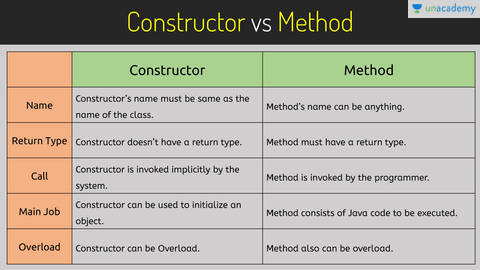 Constructor vs Method
unacademy
Constructor
Method
Name
Constructor's name must be same as the
name of the class.
Method's name can be anything.
Return Type
Constructor doesn't have a return type.
Method must have a return type.
Call
Constructor is invoked implicitly by the
system.
Method is invoked by the programmer.
Main Job
Constructor can be used to initialize an
object.
Method consists of Java code to be executed.
Overload
Constructor can be Overload.
Method also can be overload.